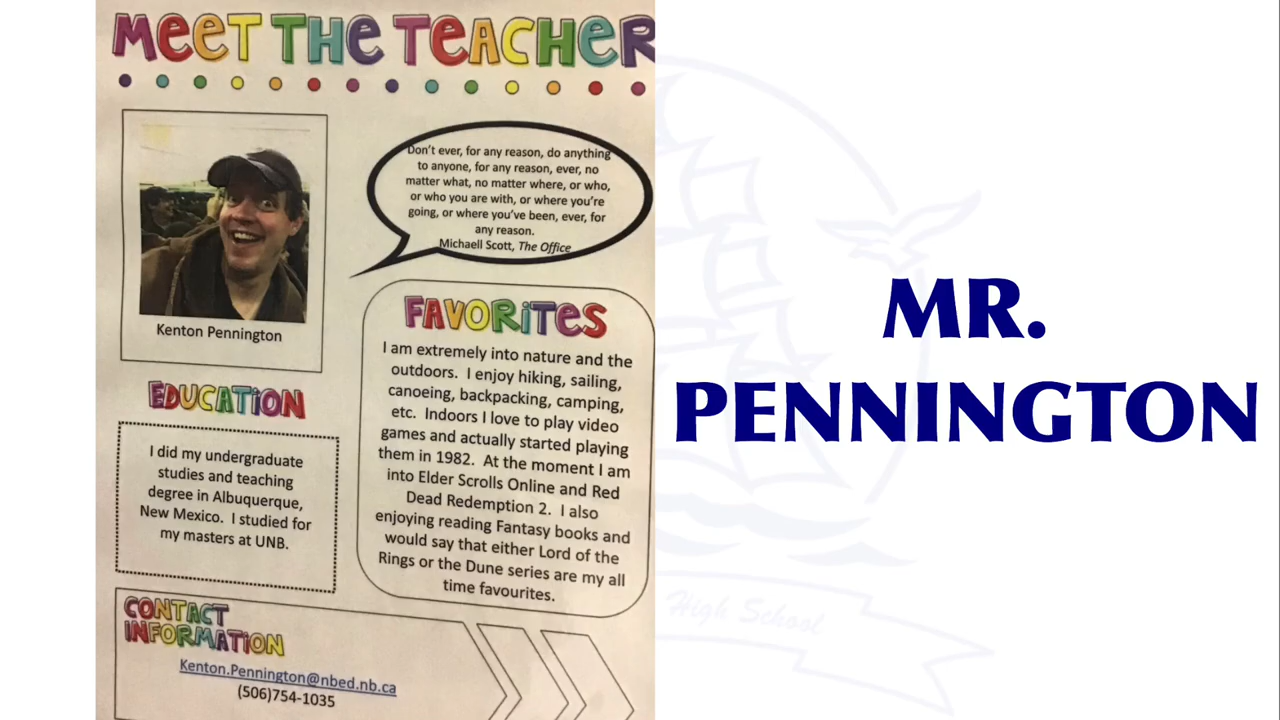 MEET THE TEACHER
Don't ever, for any reason, do anything
to anyone, for any reason, ever, no
matter what, no matter where, or who,
or who you are with, or where you're
going, or where you've been, ever, for
any reason.
Michaell Scott, The Office
Kenton Pennington
FAVORiTES
I am extremely into nature and the
outdoors. I enjoy hiking, sailing,
canoeing, backpacking, camping,
etc. Indoors I love to play video
games and actually started playing
them in 1982. At the moment I am
into Elder Scrolls Online and Red
Dead Redemption 2. I also
enjoying reading Fantasy books and
would say that either Lord of the
Rings or the Dune series are my all
time favourites.
EDUCATiON
I did my undergraduate
studies and teaching
degree in Albuquerque,
New Mexico. I studied for
my masters at UNB.
CONTACT
INFORMATION
Kenton.Pennington@nbed.nb.ca
(506)754-1035
MR.
PENNINGTON
High School